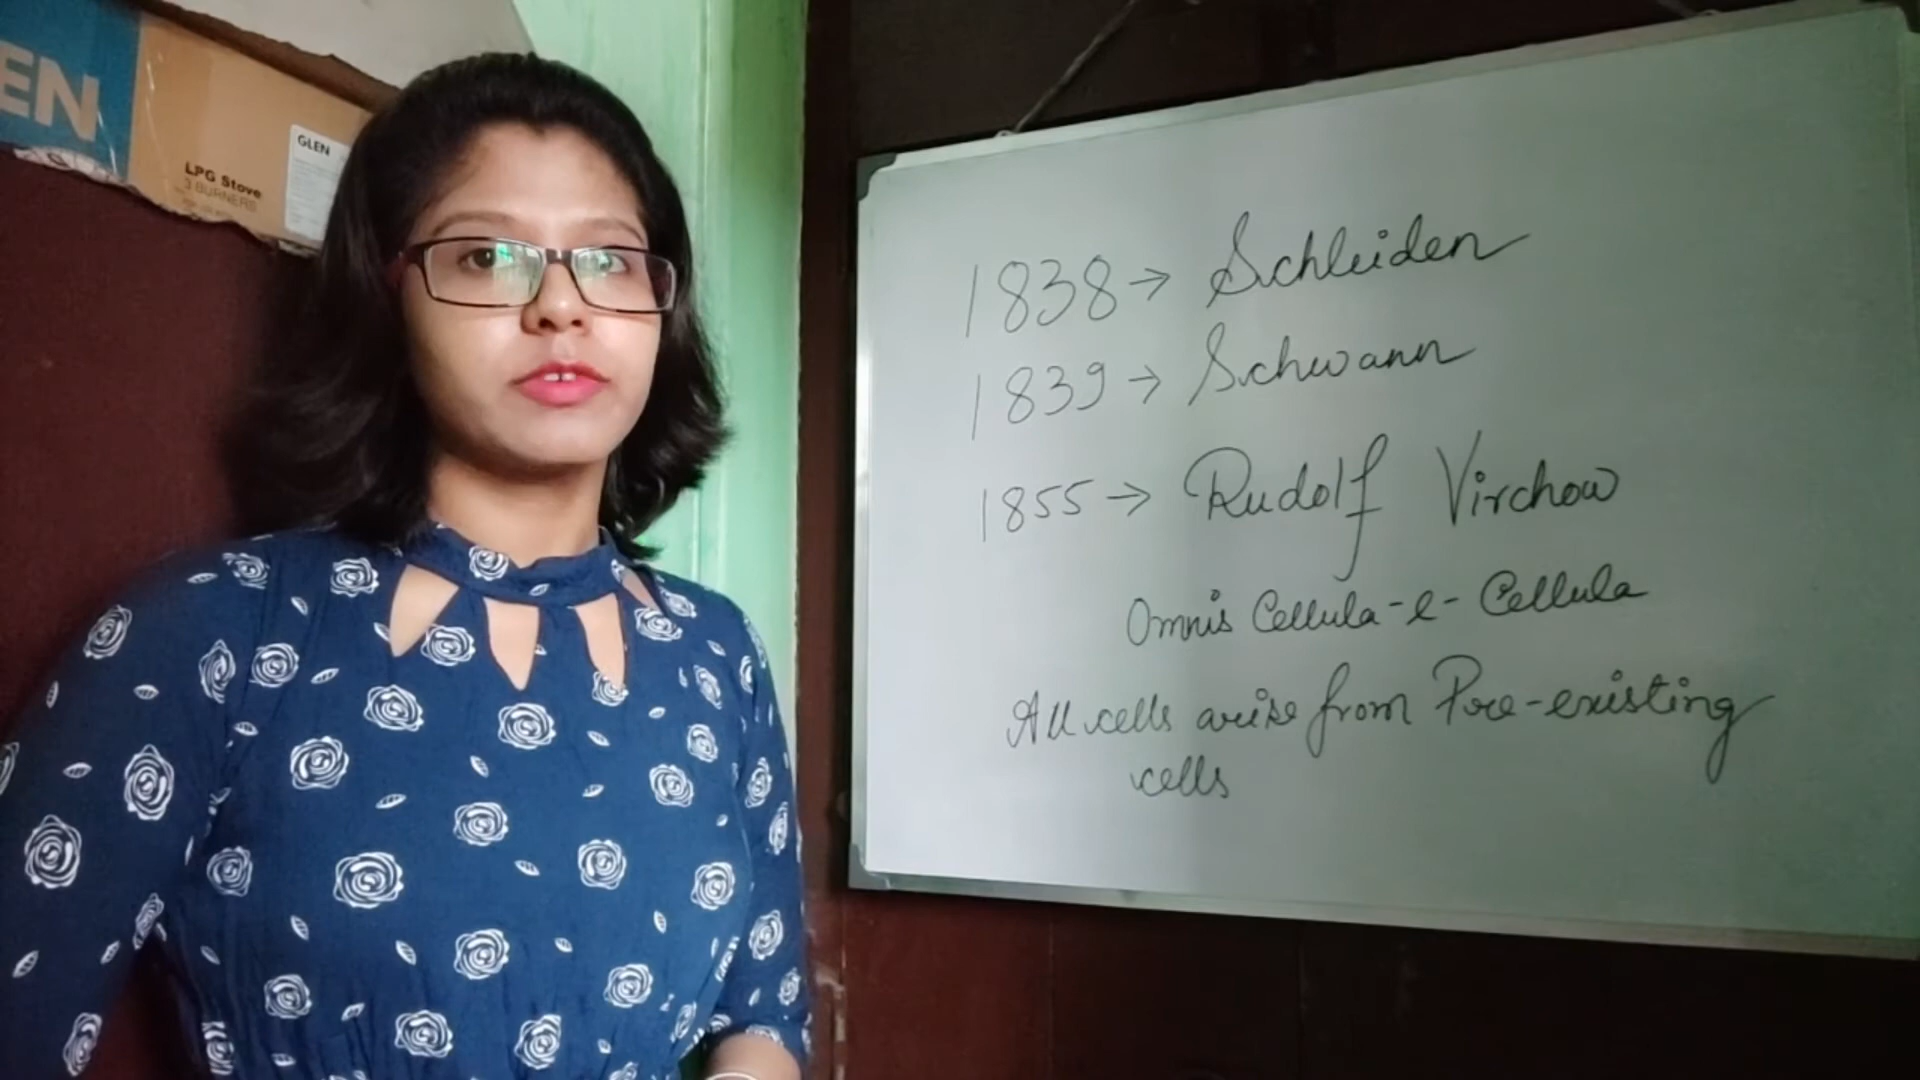 EN
GLEN
LPG Stove
3 BURNERS
1838 → Schleiden
1839 → Schwann
1855 → Rudolf Virchow
Omnis Cellula-e-Cellula
All cells arise from Pre-existing
cells